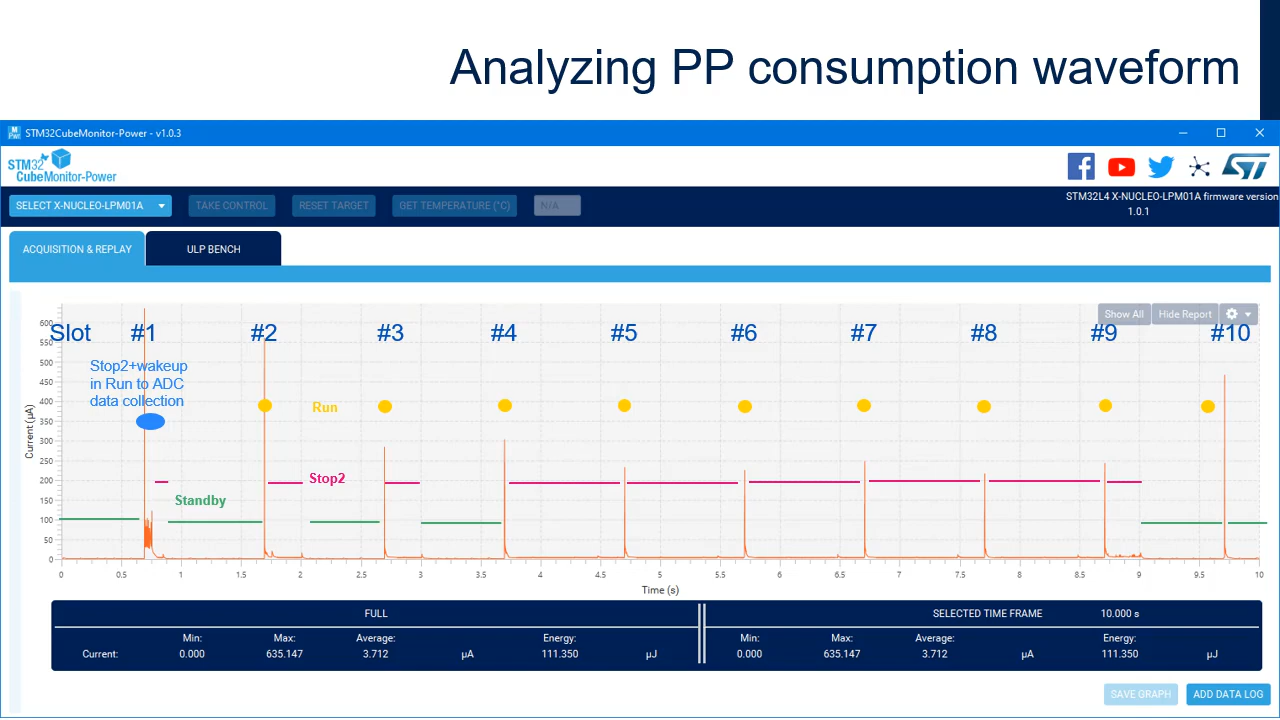 Analyzing PP consumption waveform
STM32CubeMonitor-Power - v1.0.3
STM32
CubeMonitor-Power
SELECT X-NUCLEO-LPM01A
TAKE CONTROL
RESET TARGET
GET TEMPERATURE (°C)
N/A
STM32L4 X-NUCLEO-LPM01A firmware version
1.0.1
ACQUISITION & REPLAY
ULP BENCH
Show All
Hide Report
Slot #1 #2 #3 #4 #5 #6 #7 #8 #9 #10
Stop2+wakeup
in Run to ADC
data collection
Run
Stop2
Standby
Current (µA)
600
550
500
450
400
350
300
250
200
150
100
50
0
0 0.5 1 1.5 2 2.5 3 3.5 4 4.5 5 5.5 6 6.5 7 7.5 8 8.5 9 9.5 10
Time (s)
FULL
Min: Max: Average: Energy:
Current: 0.000 635.147 3.712 µA 111.350 µJ
SELECTED TIME FRAME 10.000 s
Min: Max: Average: Energy:
0.000 635.147 3.712 µA 111.350 µJ
SAVE GRAPH
ADD DATA LOG